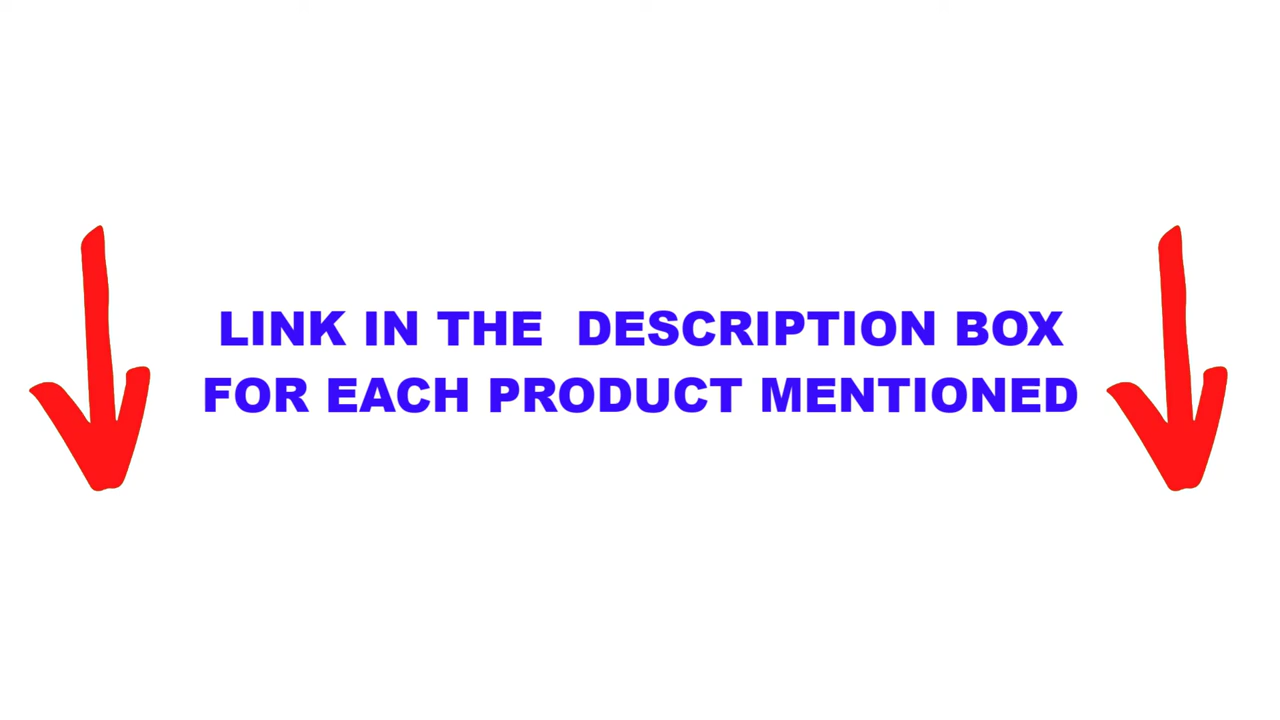 LINK IN THE  DESCRIPTION BOX
FOR EACH PRODUCT MENTIONED